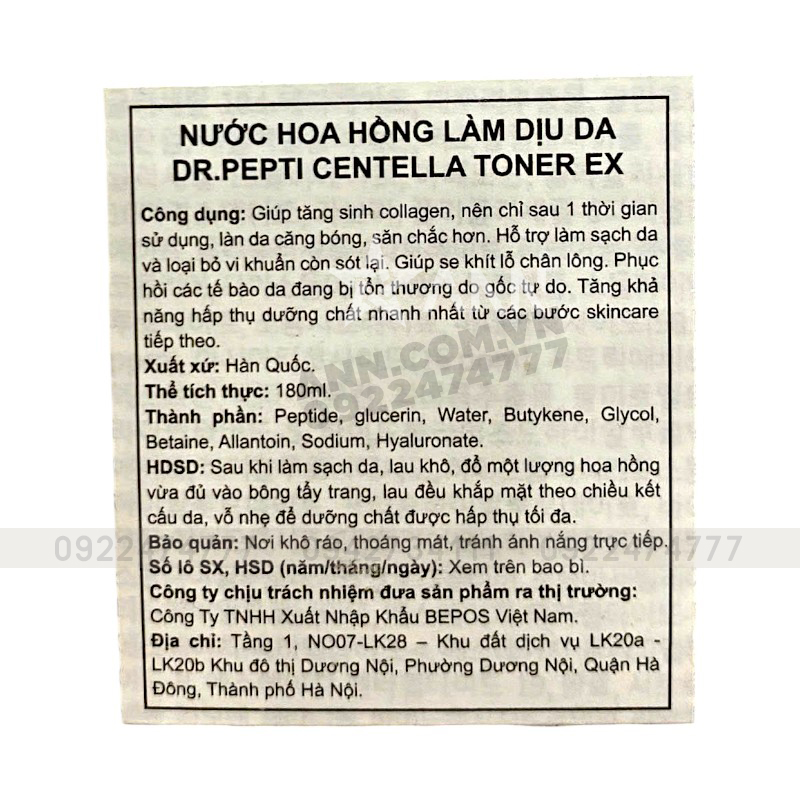 NƯỚC HOA HỒNG LÀM DỊU DA
DR.PEPTI CENTELLA TONER EX
Công dụng: Giúp tăng sinh collagen, nên chỉ sau 1 thời gian
sử dụng, làn da căng bóng, săn chắc hơn. Hỗ trợ làm sạch da
và loại bỏ vi khuẩn còn sót lại. Giúp se khít lỗ chân lông. Phục
hồi các tế bào da đang bị tổn thương do gốc tự do. Tăng khả
năng hấp thụ dưỡng chất nhanh nhất từ các bước skincare
tiếp theo.
ANN.COM.VN
0922474777
Xuất xứ: Hàn Quốc.
Thể tích thực: 180ml.
Thành phần: Peptide, glucerin, Water, Butykene, Glycol,
Betaine, Allantoin, Sodium, Hyaluronate.
HDSD: Sau khi làm sạch da, lau khô, đổ một lượng hoa hồng
vừa đủ vào bông tẩy trang, lau đều khắp mặt theo chiều kết
cấu da, vỗ nhẹ để dưỡng chất được hấp thụ tối đa.
Bảo quản: Nơi khô ráo, thoáng mát, tránh ánh nắng trực tiếp.
Số lô SX, HSD (năm/tháng/ngày): Xem trên bao bì.
Công ty chịu trách nhiệm đưa sản phẩm ra thị trường:
Công Ty TNHH Xuất Nhập Khẩu BEPOS Việt Nam.
Địa chỉ: Tầng 1, NO07-LK28 – Khu đất dịch vụ LK20a -
LK20b Khu đô thị Dương Nội, Phường Dương Nội, Quận Hà
Đông, Thành phố Hà Nội.